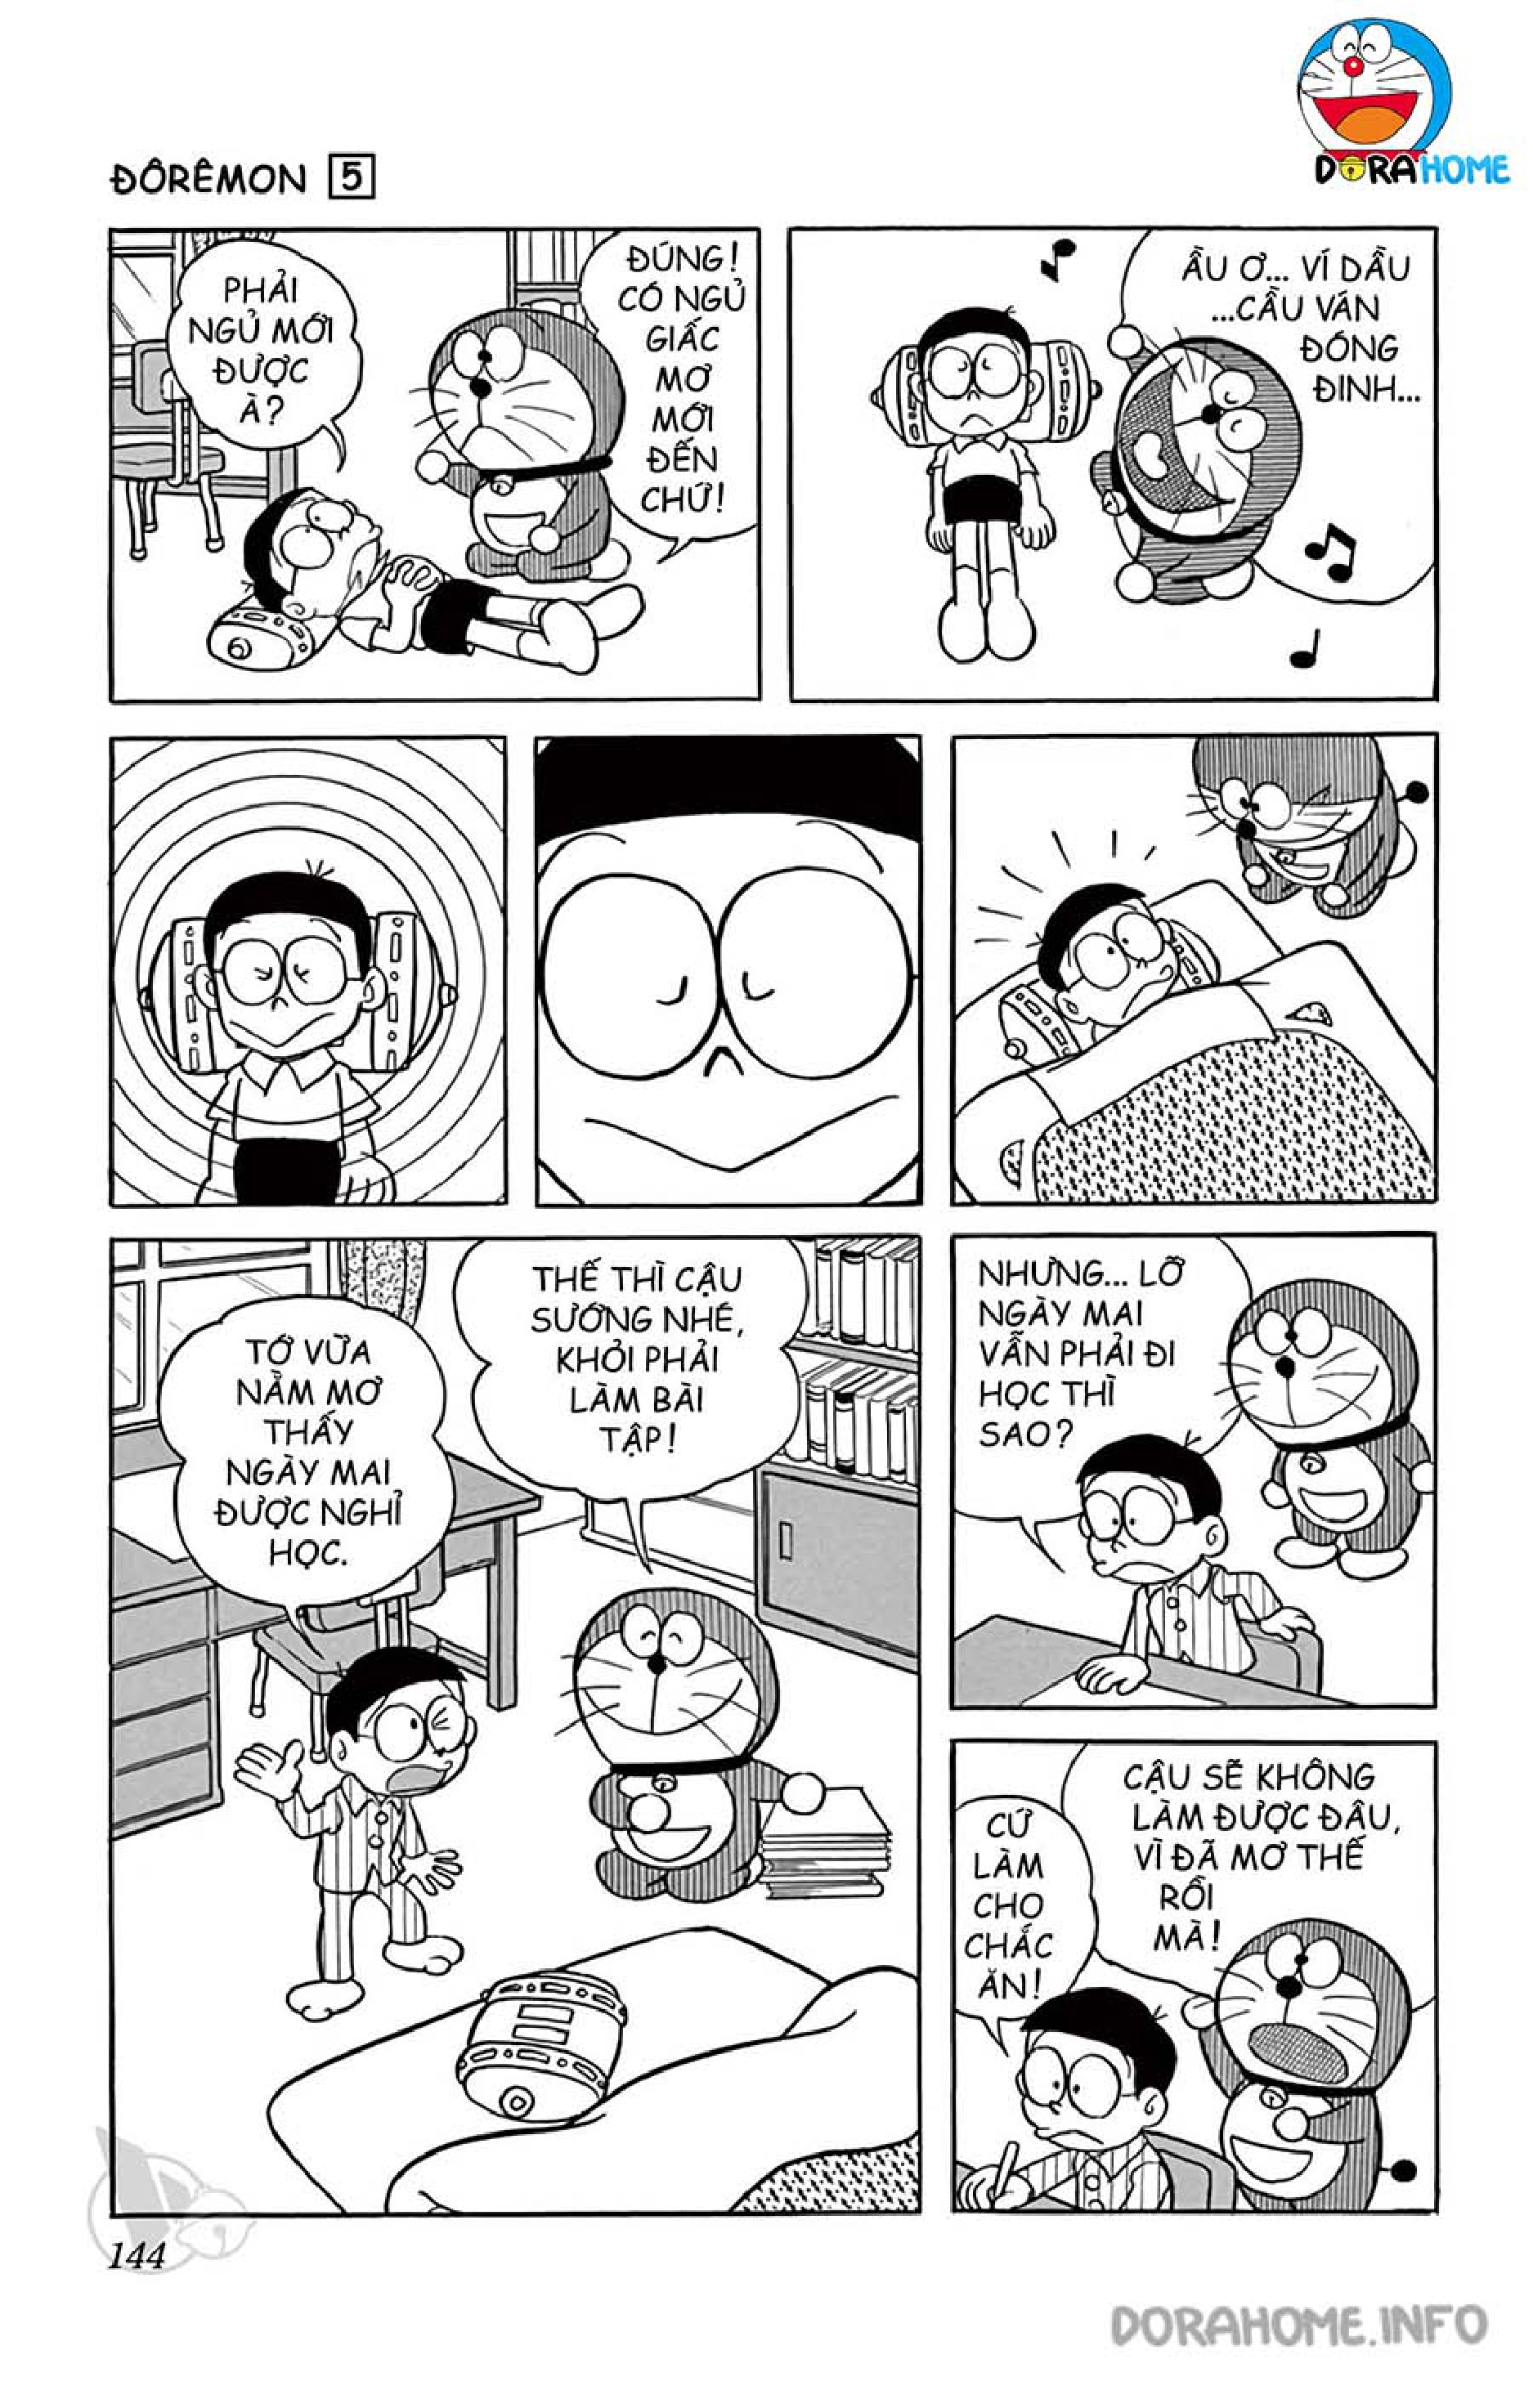 DORAHOME
ĐÔRÊMON 5
PHẢI
NGỦ MỚI
ĐƯỢC
À?
ĐÚNG!
CÓ NGỦ
GIẤC
MƠ
MỚI
ĐẾN
CHỨ!
ẦU Ơ... VÍ DẦU
...CẦU VÁN
ĐÓNG
ĐINH...
TỚ VỪA
NẰM MƠ
THẤY
NGÀY MAI
ĐƯỢC NGHỈ
HỌC.
THẾ THÌ CẬU
SƯỚNG NHÉ,
KHỎI PHẢI
LÀM BÀI
TẬP!
NHƯNG... LỠ
NGÀY MAI
VẪN PHẢI ĐI
HỌC THÌ
SAO?
CỨ
LÀM
CHO
CHẮC
ĂN!
CẬU SẼ KHÔNG
LÀM ĐƯỢC ĐÂU,
VÌ ĐÃ MƠ THẾ
RỒI
MÀ!
144
DORAHOME.INFO